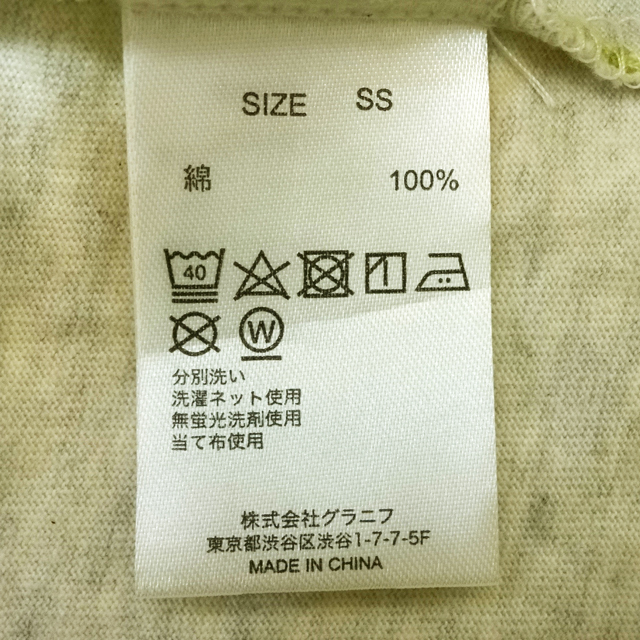 SIZE SS
綿 100%
40
W
分別洗い
洗濯ネット使用
無蛍光洗剤使用
当て布使用
株式会社グラニフ
東京都渋谷区渋谷1-7-7-5F
MADE IN CHINA